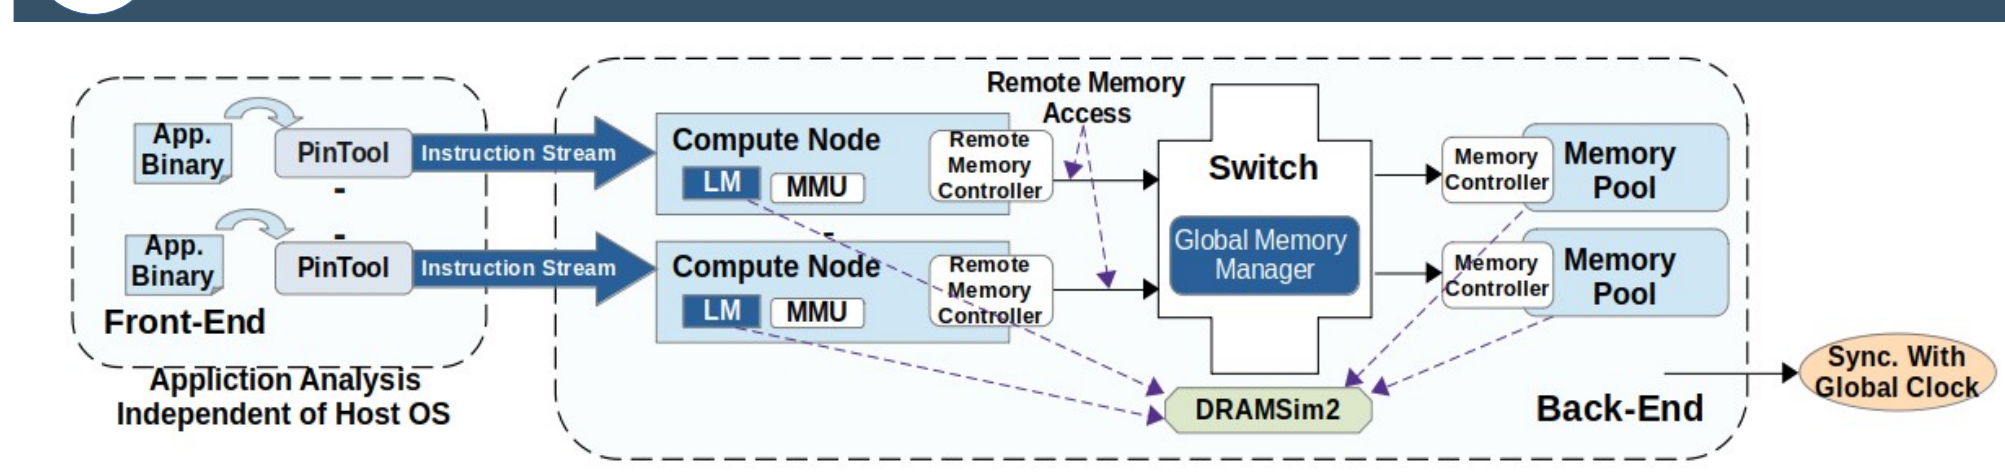 App.
Binary
PinTool
Instruction Stream
-
-
App.
Binary
PinTool
Instruction Stream
Front-End
Appliction Analysis
Independent of Host OS
Compute Node
LM
MMU
Remote
Memory
Controller
-
Compute Node
LM
MMU
Remote
Memory
Controller
Remote Memory
Access
Switch
Global Memory
Manager
Memory
Controller
Memory
Pool
Memory
Controller
Memory
Pool
DRAMSim2
Back-End
Sync. With
Global Clock